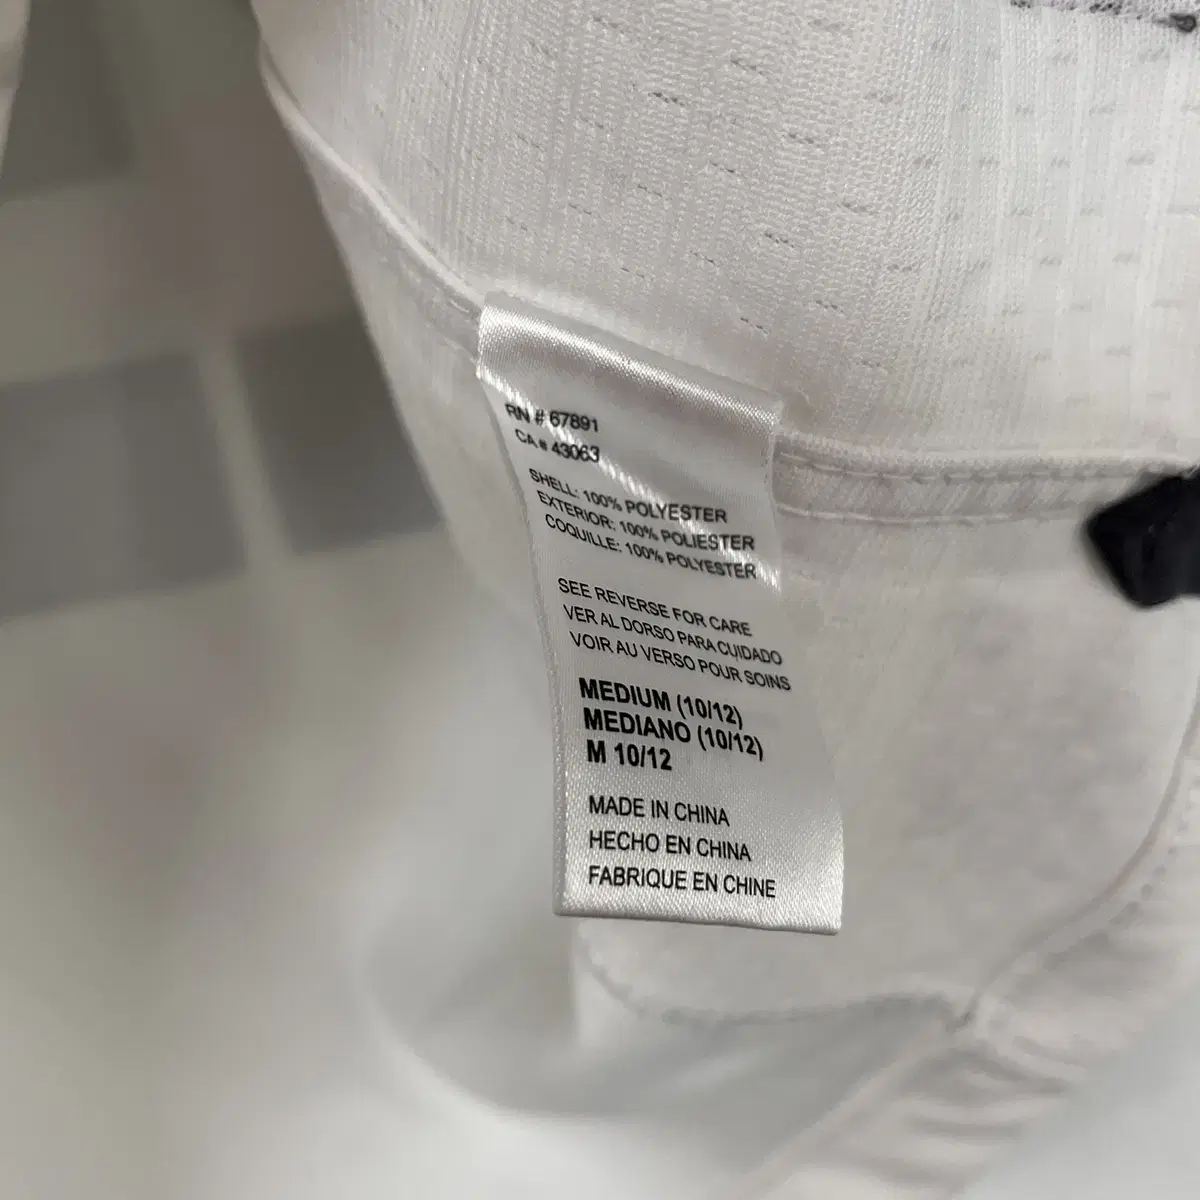 RN # 67891
CA # 43063
SHELL: 100% POLYESTER
EXTERIOR: 100% POLIESTER
COQUILLE: 100% POLYESTER
SEE REVERSE FOR CARE
VER AL DORSO PARA CUIDADO
VOIR AU VERSO POUR SOINS
MEDIUM (10/12)
MEDIANO (10/12)
M 10/12
MADE IN CHINA
HECHO EN CHINA
FABRIQUE EN CHINE